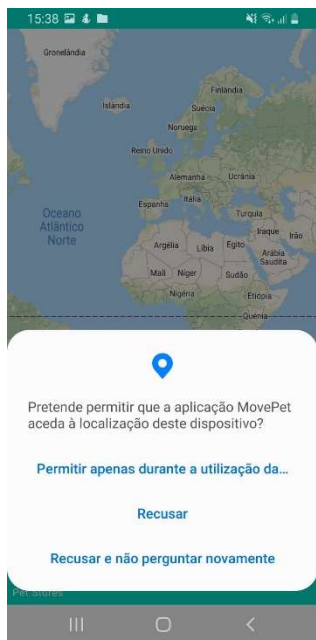 15:38
Gronelândia
Finlândia
Islândia
Suécia
Noruega
Reino Unido
Alemanha
Ucrânia
Espanha
Itália
Oceano
Atlântico
Norte
Turquia
Iraque
Irão
Argélia
Líbia
Egito
Arábia
Saudita
Mali
Níger
Sudão
Nigéria
Etiópia
Quénia
Pretende permitir que a aplicação MovePet
aceda à localização deste dispositivo?
Permitir apenas durante a utilização da...
Recusar
Recusar e não perguntar novamente
Pet Stores